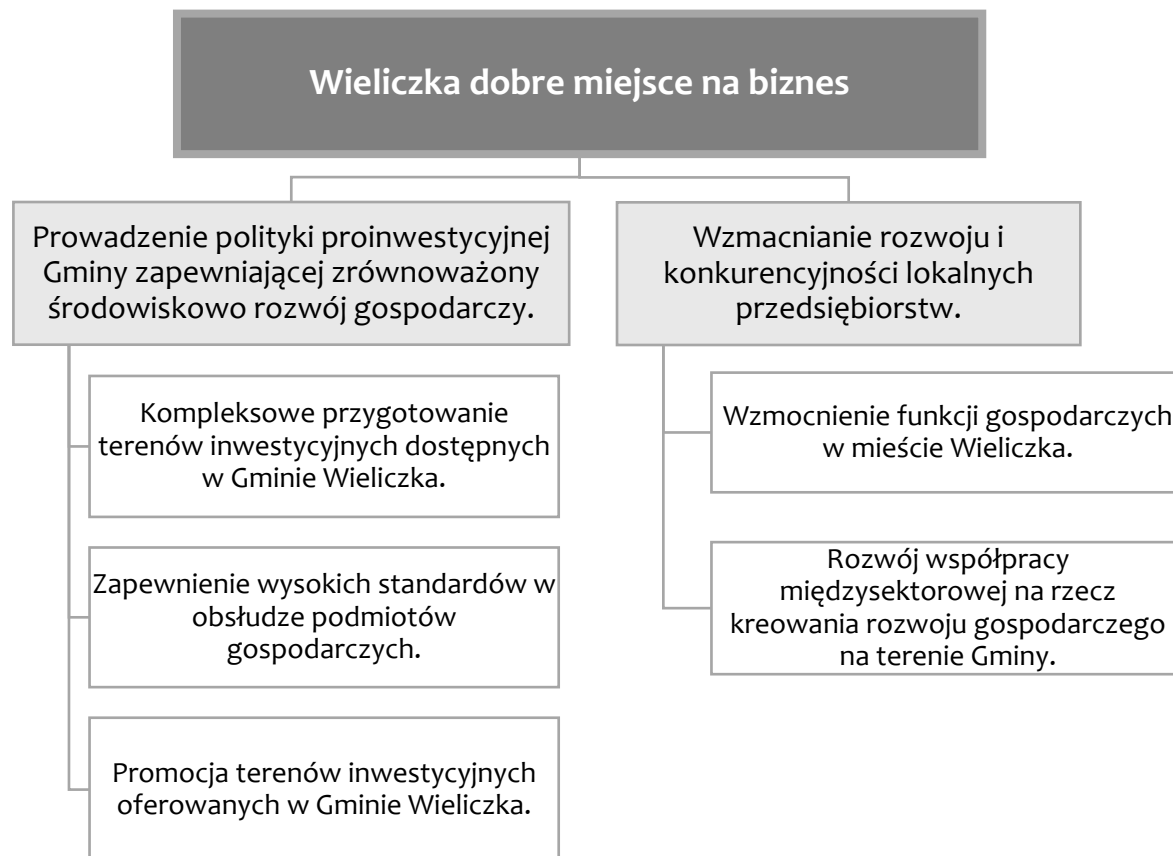 Wieliczka dobre miejsce na biznes
Prowadzenie polityki proinwestycyjnej
Gminy zapewniającej zrównoważony
środowiskowo rozwój gospodarczy.
Kompleksowe przygotowanie
terenów inwestycyjnych dostępnych
w Gminie Wieliczka.
Zapewnienie wysokich standardów w
obsłudze podmiotów
gospodarczych.
Promocja terenów inwestycyjnych
oferowanych w Gminie Wieliczka.
Wzmacnianie rozwoju i
konkurencyjności lokalnych
przedsiębiorstw.
Wzmocnienie funkcji gospodarczych
w mieście Wieliczka.
Rozwój współpracy
międzysektorowej na rzecz
kreowania rozwoju gospodarczego
na terenie Gminy.